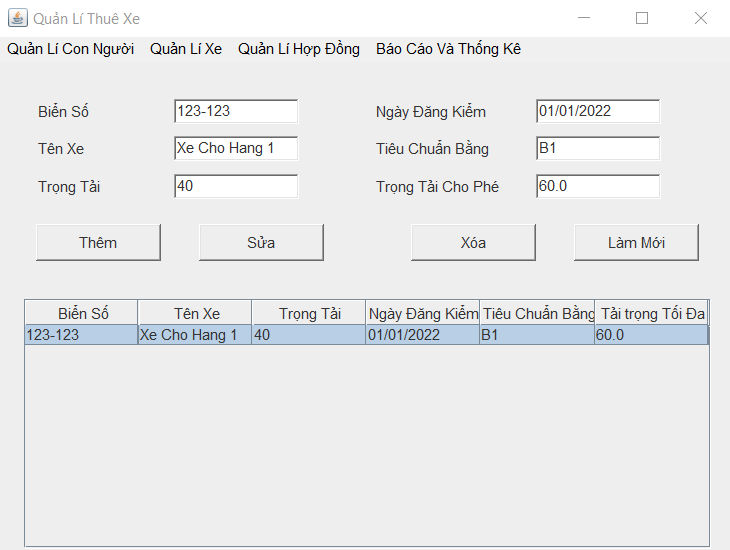 Quản Lí Thuê Xe
Quản Lí Con Người Quản Lí Xe Quản Lí Hợp Đồng Báo Cáo Và Thống Kê
Biển Số 123-123 Ngày Đăng Kiểm 01/01/2022
Tên Xe Xe Cho Hang 1 Tiêu Chuẩn Bằng B1
Trọng Tải 40 Trọng Tải Cho Phé 60.0
Thêm Sửa Xóa Làm Mới
Biển Số Tên Xe Trọng Tải Ngày Đăng Kiểm Tiêu Chuẩn Bằng Tải trọng Tối Đa
123-123 Xe Cho Hang 1 40 01/01/2022 B1 60.0